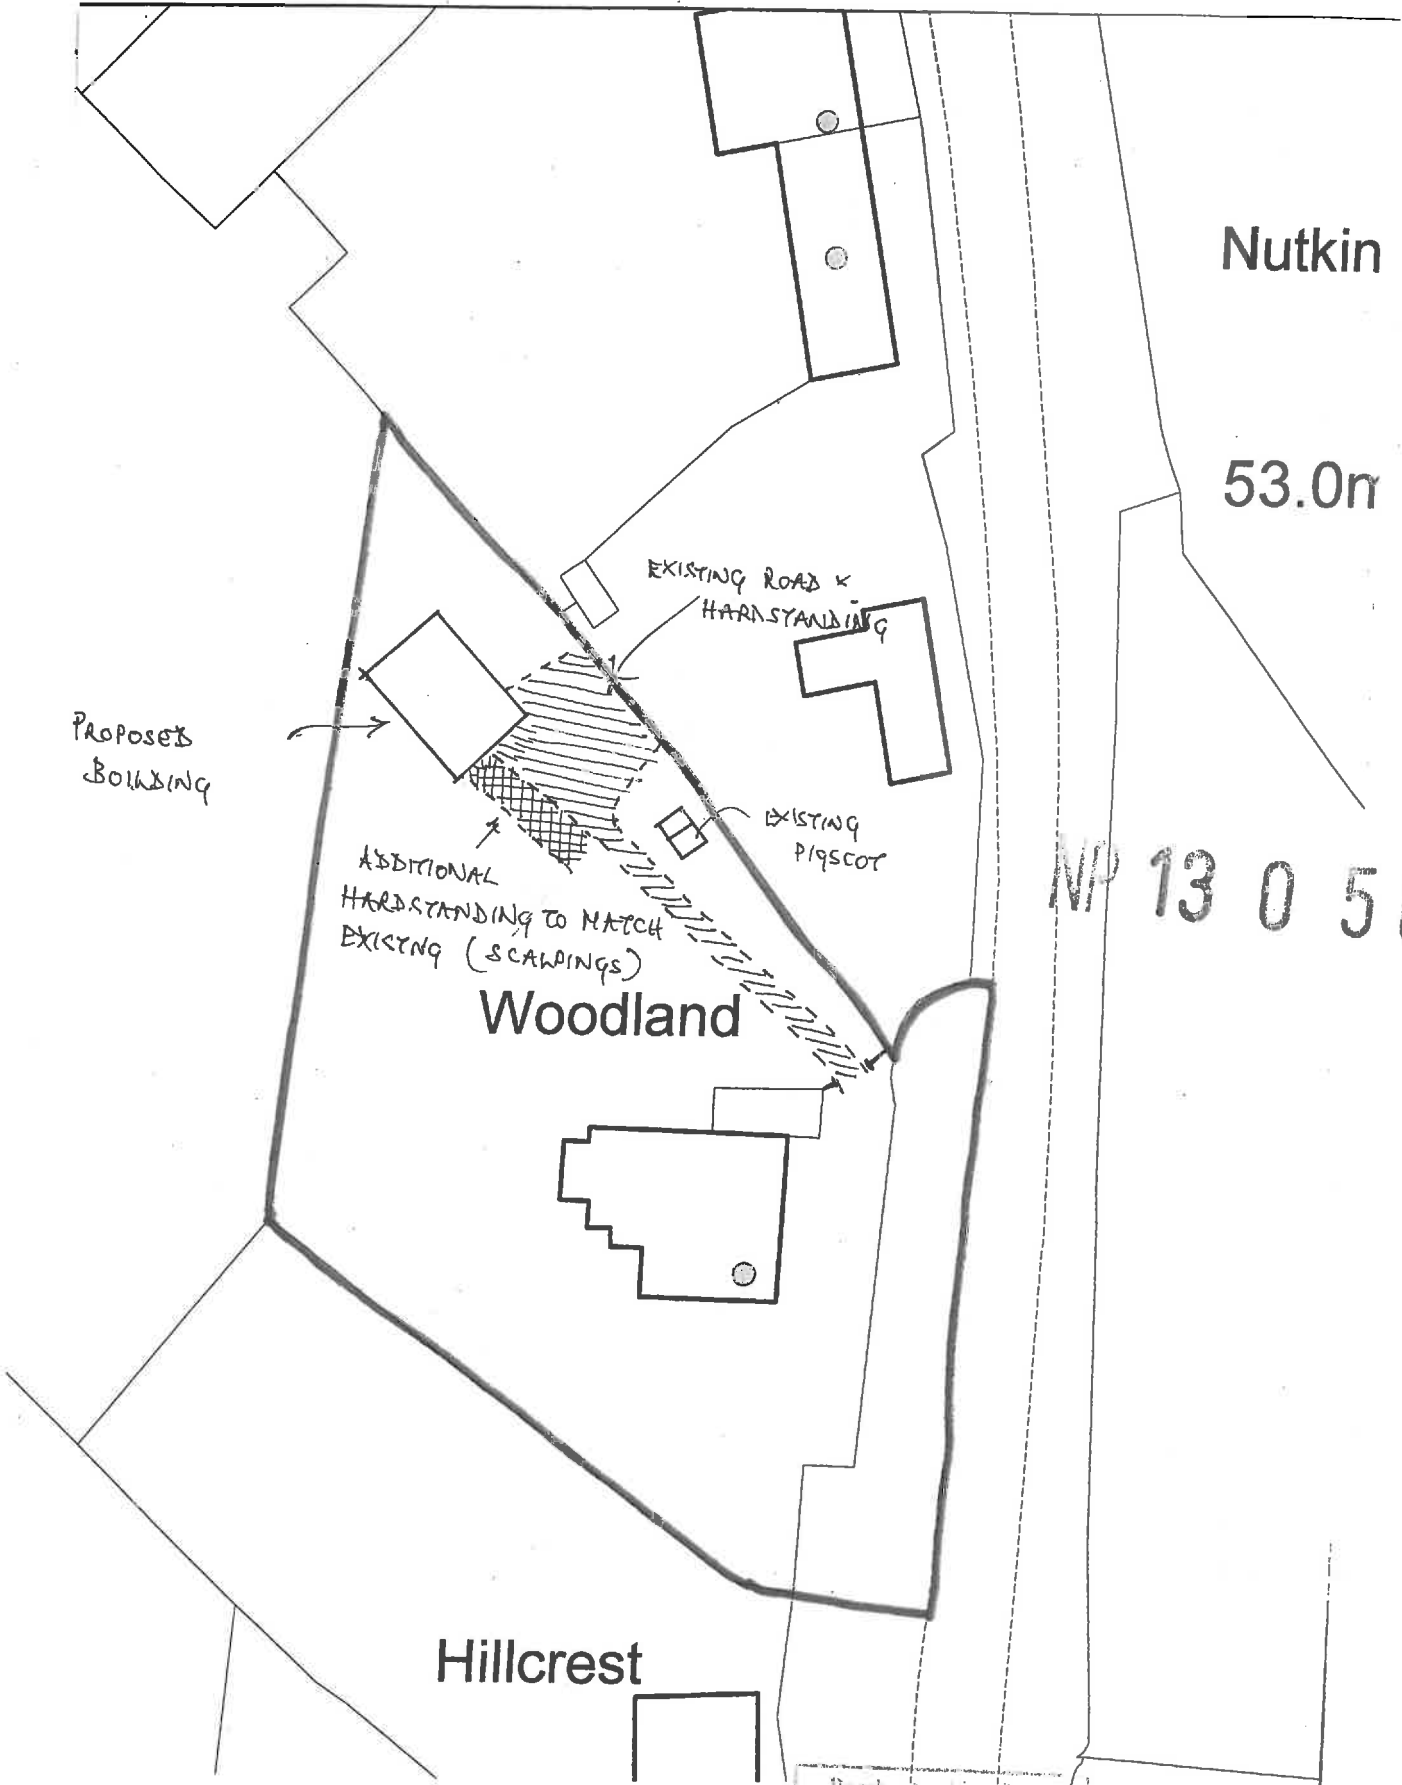 Nutkin
53.0m
EXISTING ROAD &
HARDSTANDING
PROPOSED
BUILDING
EXISTING
PIGSCOT
ADDITIONAL
HARDSTANDING TO MATCH
EXISTNG (SCALPINGS)
NP 13 0 5
Woodland
Hillcrest